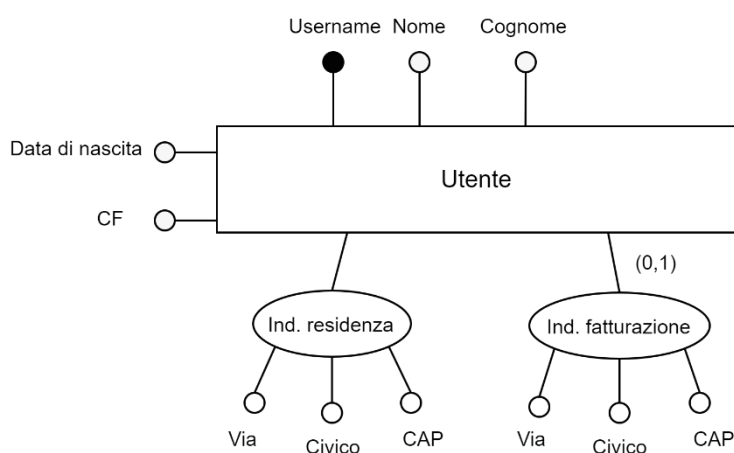 Username Nome Cognome
Data di nascita
Utente
CF
(0,1)
Ind. residenza Ind. fatturazione
Via Civico CAP Via Civico CAP